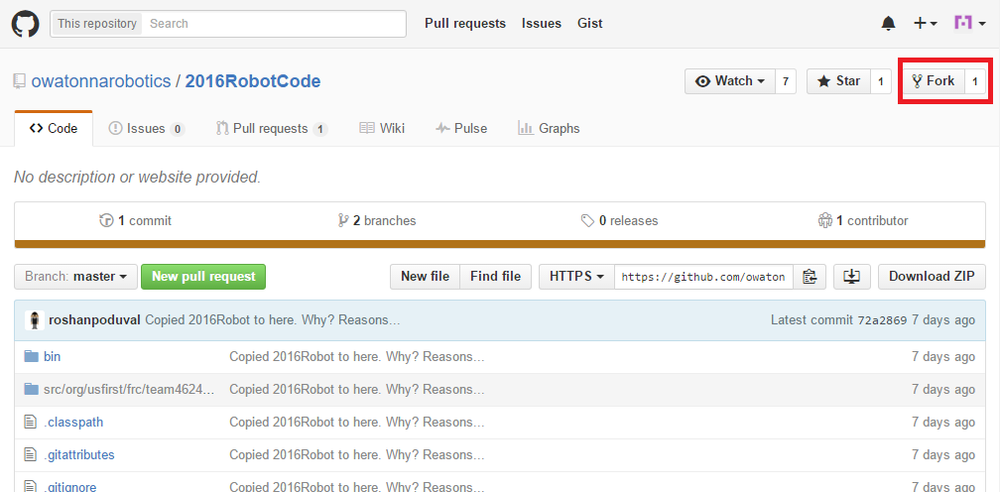 This repository Search Pull requests Issues Gist
owatonnarobotics / 2016RobotCode Watch 7 Star 1 Fork 1
Code Issues 0 Pull requests 1 Wiki Pulse Graphs
No description or website provided.
1 commit 2 branches 0 releases 1 contributor
Branch: master New pull request New file Find file HTTPS https://github.com/owaton Download ZIP
roshanpoduval Copied 2016Robot to here. Why? Reasons... Latest commit 72a2869 7 days ago
bin Copied 2016Robot to here. Why? Reasons... 7 days ago
src/org/usfirst/frc/team4624... Copied 2016Robot to here. Why? Reasons... 7 days ago
.classpath Copied 2016Robot to here. Why? Reasons... 7 days ago
.gitattributes Copied 2016Robot to here. Why? Reasons... 7 days ago
.gitignore Copied 2016Robot to here. Why? Reasons... 7 days ago